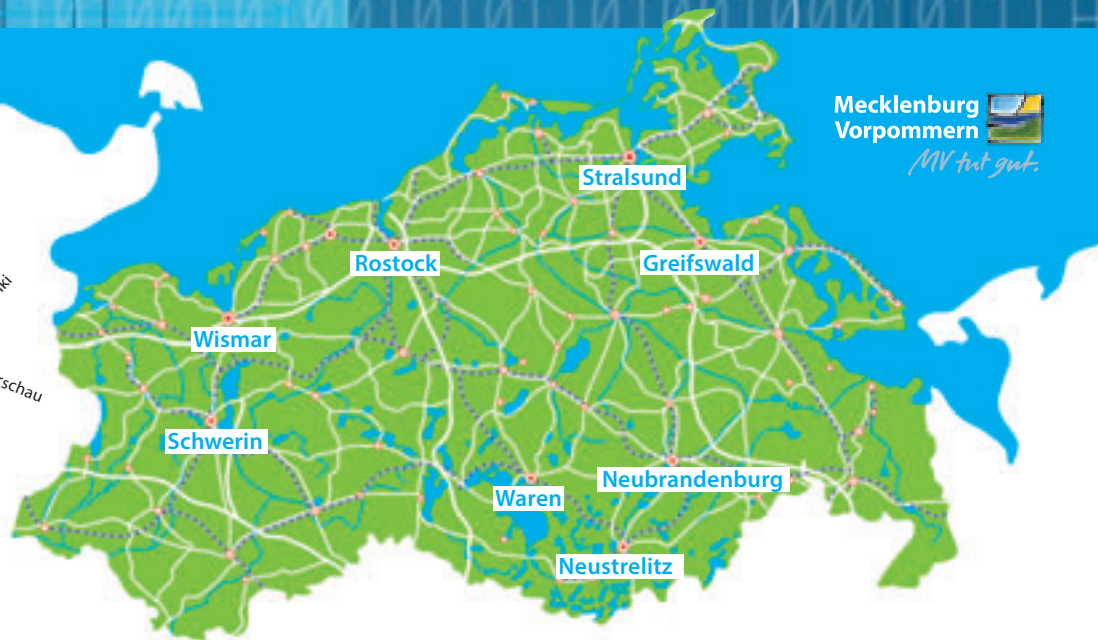 Mecklenburg
Vorpommern
MV tut gut.
Stralsund
Rostock
Greifswald
Wismar
Schwerin
Neubrandenburg
Waren
Neustrelitz